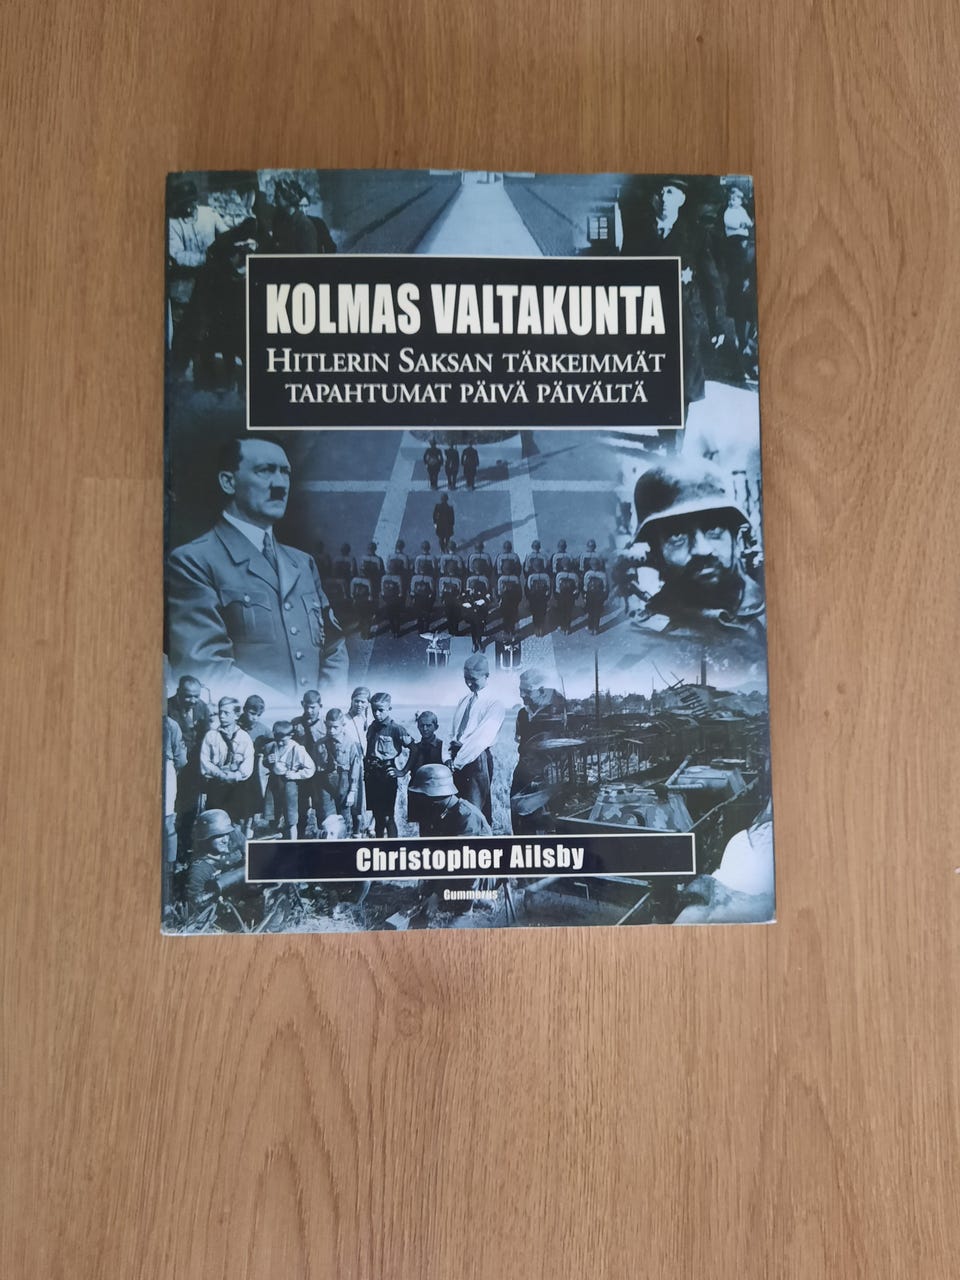 KOLMAS VALTAKUNTA
HITLERIN SAKSAN TÄRKEIMMÄT
TAPAHTUMAT PÄIVÄ PÄIVÄLTÄ
Christopher Ailsby
Gummerus